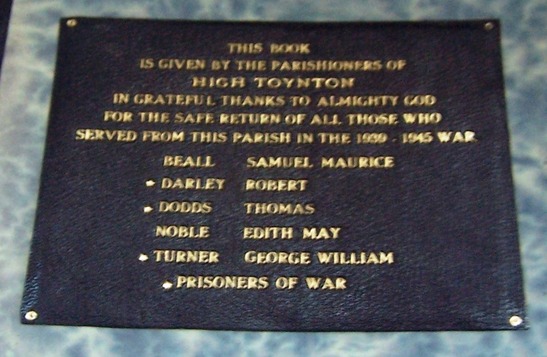 THIS BOOK
IS GIVEN BY THE PARISHIONERS OF
HIGH TOYNTON
IN GRATEFUL THANKS TO ALMIGHTY GOD
FOR THE SAFE RETURN OF ALL THOSE WHO
SERVED FROM THIS PARISH IN THE 1939 - 1945 WAR
BEALL SAMUEL MAURICE
* DARLEY ROBERT
* DODDS THOMAS
NOBLE EDITH MAY
* TURNER GEORGE WILLIAM
* PRISONERS OF WAR